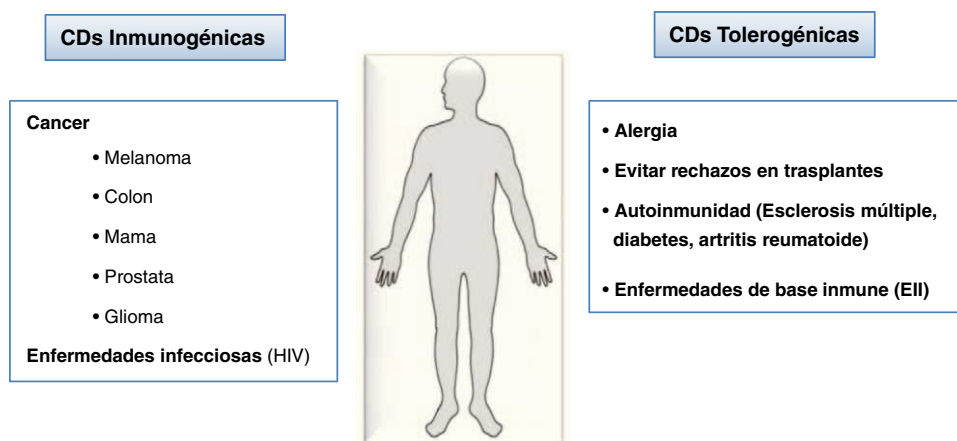 CDs Inmunogénicas
Cancer
• Melanoma
• Colon
• Mama
• Prostata
• Glioma
Enfermedades infecciosas (HIV)
CDs Tolerogénicas
• Alergia
• Evitar rechazos en trasplantes
• Autoinmunidad (Esclerosis múltiple,
diabetes, artritis reumatoide)
• Enfermedades de base inmune (EII)